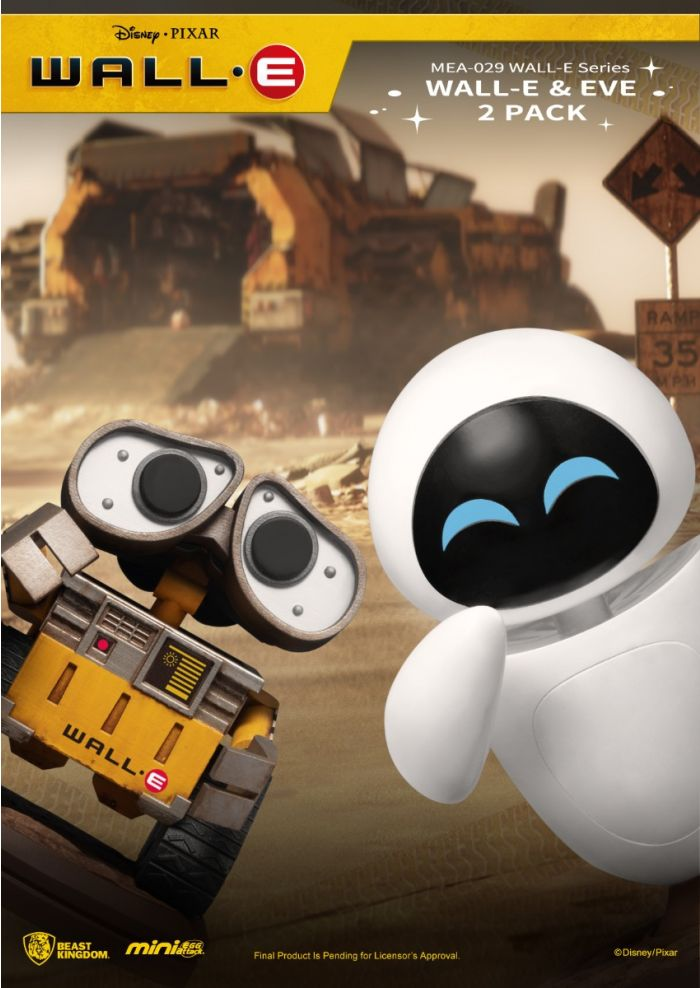 Disney · PIXAR
WALL·E
MEA-029 WALL-E Series
WALL-E & EVE
2 PACK
RAMP
35
M P H
WALL·E
BEAST
KINGDOM.
mini EGG
attack.
Final Product Is Pending for Licensor's Approval.
©Disney/Pixar